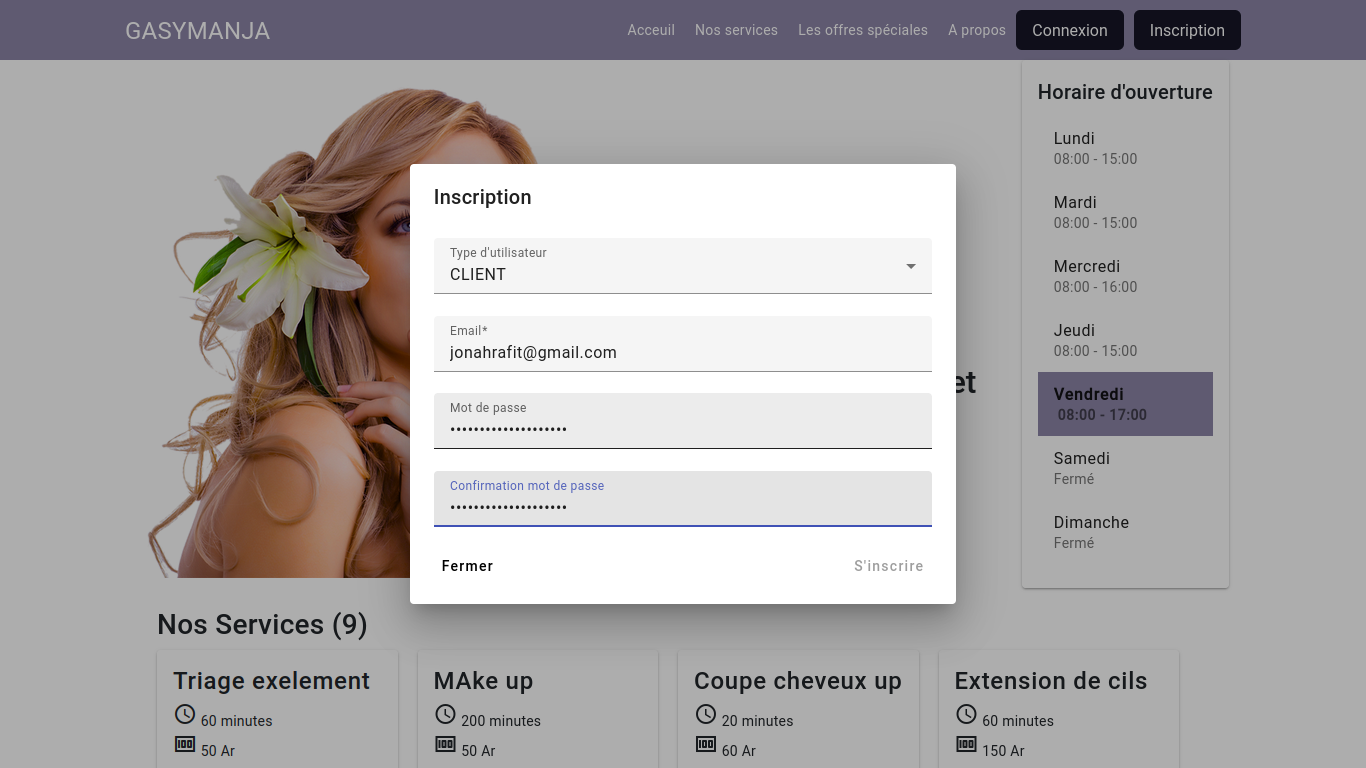 GASYMANJA
Acceuil Nos services Les offres spéciales A propos Connexion Inscription
Horaire d'ouverture
Lundi
08:00 - 15:00
Mardi
08:00 - 15:00
Mercredi
08:00 - 16:00
Jeudi
08:00 - 15:00
Vendredi
08:00 - 17:00
Samedi
Fermé
Dimanche
Fermé
et
Inscription
Type d'utilisateur
CLIENT
Email*
jonahrafit@gmail.com
Mot de passe
••••••••••••••••••••
Confirmation mot de passe
••••••••••••••••••••
Fermer S'inscrire
Nos Services (9)
Triage exelement
60 minutes
50 Ar
MAke up
200 minutes
50 Ar
Coupe cheveux up
20 minutes
60 Ar
Extension de cils
60 minutes
150 Ar